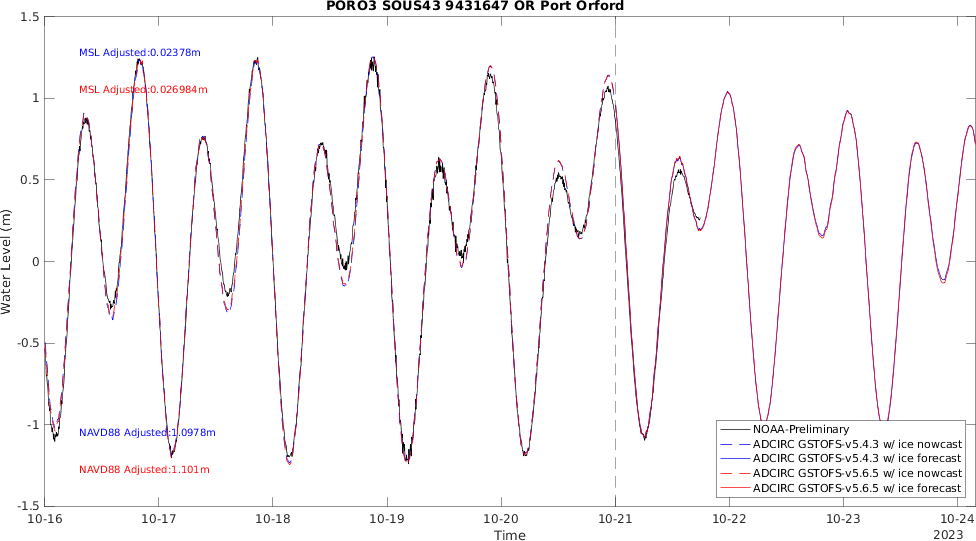 PORO3 SOUS43 9431647 OR Port Orford
1.5
1
0.5
0
-0.5
-1
-1.5
Water Level (m)
MSL Adjusted:0.02378m
MSL Adjusted:0.026984m
NAVD88 Adjusted:1.0978m
NAVD88 Adjusted:1.101m
NOAA-Preliminary
ADCIRC GSTOFS-v5.4.3 w/ ice nowcast
ADCIRC GSTOFS-v5.4.3 w/ ice forecast
ADCIRC GSTOFS-v5.6.5 w/ ice nowcast
ADCIRC GSTOFS-v5.6.5 w/ ice forecast
10-16 10-17 10-18 10-19 10-20 10-21 10-22 10-23 10-24
Time
2023